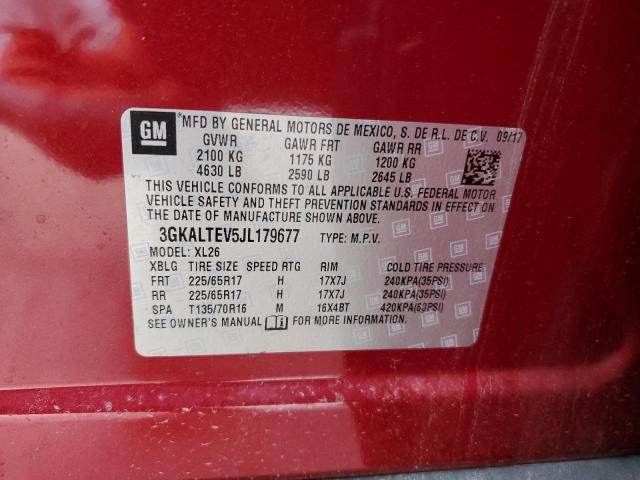 GM
*MFD BY GENERAL MOTORS DE MEXICO, S. DE R.L. DE C.V. 09/17
GVWR GAWR FRT GAWR RR
2100 KG 1175 KG 1200 KG
4630 LB 2590 LB 2645 LB
THIS VEHICLE CONFORMS TO ALL APPLICABLE U.S. FEDERAL MOTOR
VEHICLE SAFETY AND THEFT PREVENTION STANDARDS IN EFFECT ON
THE DATE OF MANUFACTURE SHOWN ABOVE.
3GKALTEV5JL179677 TYPE: M.P.V.
MODEL: XL26
XBLG TIRE SIZE SPEED RTG RIM COLD TIRE PRESSURE
FRT 225/65R17 H 17X7J 240KPA(35PSI)
RR 225/65R17 H 17X7J 240KPA(35PSI)
SPA T135/70R16 M 16X4BT 420KPA(60PSI)
SEE OWNER'S MANUAL FOR MORE INFORMATION.